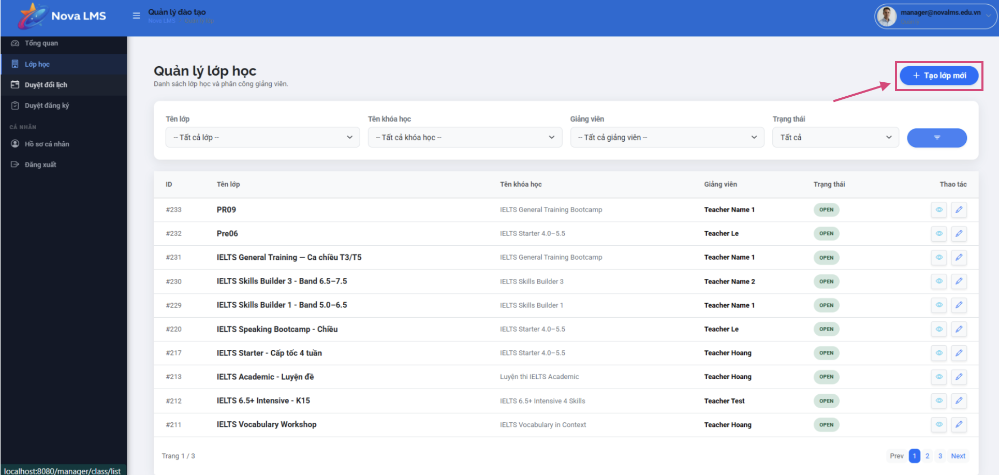 Nova LMS
Quản lý đào tạo
Nova LMS Quản lý lớp
manager@novalms.edu.vn
Tổng quan
Lớp học
Duyệt đổi lịch
Duyệt đăng ký
CÁ NHÂN
Hồ sơ cá nhân
Đăng xuất
Quản lý lớp học
Danh sách lớp học và phân công giảng viên.
+ Tạo lớp mới
Tên lớp Tên khóa học Giảng viên Trạng thái
-- Tất cả lớp -- -- Tất cả khóa học -- -- Tất cả giảng viên -- Tất cả
ID Tên lớp Tên khóa học Giảng viên Trạng thái Thao tác
#233 PR09 IELTS General Training Bootcamp Teacher Name 1 OPEN
#232 Pre06 IELTS Starter 4.0–5.5 Teacher Le OPEN
#231 IELTS General Training — Ca chiều T3/T5 IELTS General Training Bootcamp Teacher Name 1 OPEN
#230 IELTS Skills Builder 3 - Band 6.5–7.5 IELTS Skills Builder 3 Teacher Name 2 OPEN
#229 IELTS Skills Builder 1 - Band 5.0–6.5 IELTS Skills Builder 1 Teacher Name 1 OPEN
#220 IELTS Speaking Bootcamp - Chiều IELTS Starter 4.0–5.5 Teacher Le OPEN
#217 IELTS Starter - Cấp tốc 4 tuần IELTS Starter 4.0–5.5 Teacher Hoang OPEN
#213 IELTS Academic - Luyện đề Luyện thi IELTS Academic Teacher Hoang OPEN
#212 IELTS 6.5+ Intensive - K15 IELTS 6.5+ Intensive 4 Skills Teacher Test OPEN
#211 IELTS Vocabulary Workshop IELTS Vocabulary in Context Teacher Hoang OPEN
Trang 1 / 3
Prev 1 2 3 Next
localhost:8080/manager/class/list